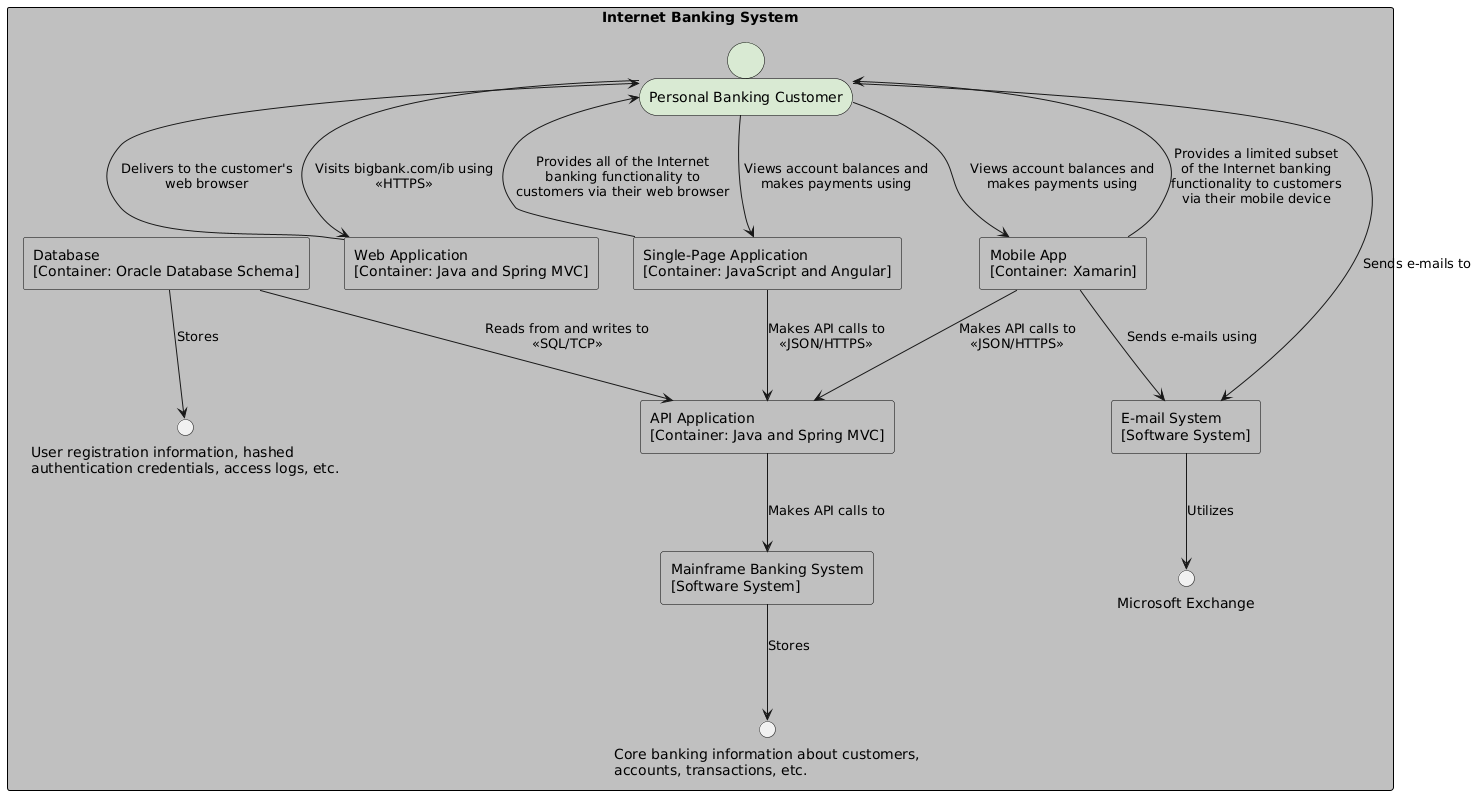 Internet Banking System
Personal Banking Customer
Delivers to the customer's
web browser
Visits bigbank.com/ib using
«HTTPS»
Provides all of the Internet
banking functionality to
customers via their web browser
Views account balances and
makes payments using
Views account balances and
makes payments using
Provides a limited subset
of the Internet banking
functionality to customers
via their mobile device
Sends e-mails to
Database
[Container: Oracle Database Schema]
Web Application
[Container: Java and Spring MVC]
Single-Page Application
[Container: JavaScript and Angular]
Mobile App
[Container: Xamarin]
Stores
Reads from and writes to
«SQL/TCP»
Makes API calls to
«JSON/HTTPS»
Makes API calls to
«JSON/HTTPS»
Sends e-mails using
User registration information, hashed
authentication credentials, access logs, etc.
API Application
[Container: Java and Spring MVC]
E-mail System
[Software System]
Makes API calls to
Utilizes
Mainframe Banking System
[Software System]
Microsoft Exchange
Stores
Core banking information about customers,
accounts, transactions, etc.